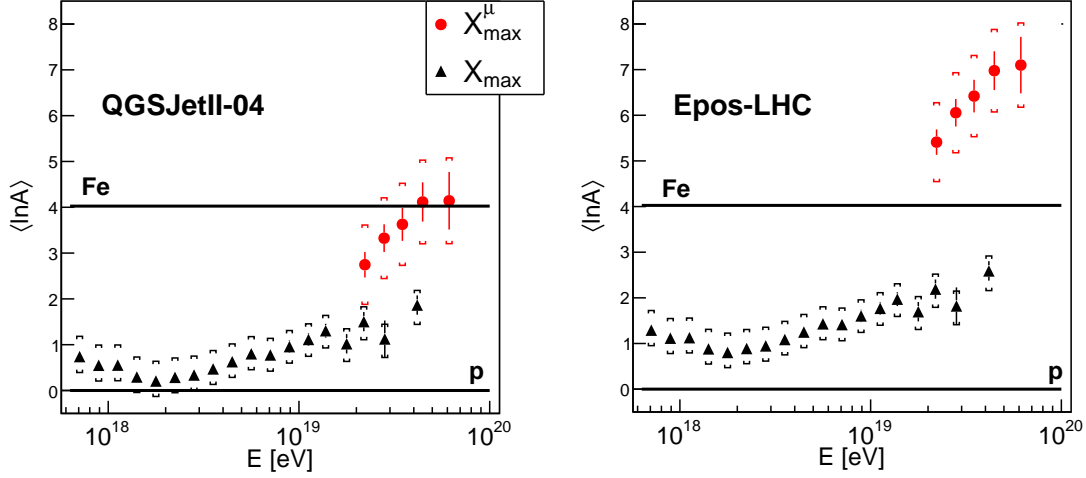 8
7
6
5
4
3
2
1
0
⟨lnA⟩
X^μ_max
X_max
QGSJetII-04
Fe
p
10^18
10^19
10^20
E [eV]
8
7
6
5
4
3
2
1
0
⟨lnA⟩
Epos-LHC
Fe
p
10^18
10^19
10^20
E [eV]